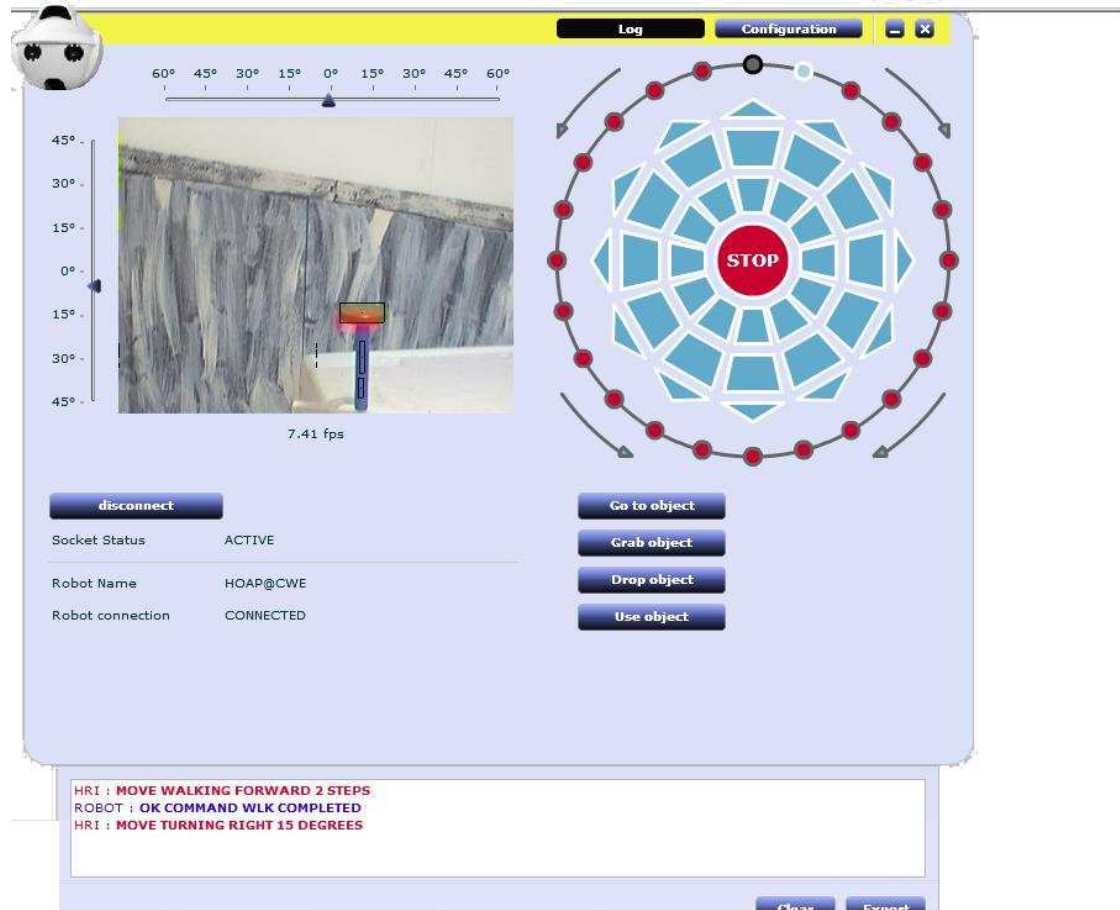 Log
Configuration
60° 45° 30° 15° 0° 15° 30° 45° 60°
45°
30°
15°
0°
15°
30°
45°
STOP
7.41 fps
disconnect
Socket Status ACTIVE
Robot Name HOAP@CWE
Robot connection CONNECTED
Go to object
Grab object
Drop object
Use object
HRI : MOVE WALKING FORWARD 2 STEPS
ROBOT : OK COMMAND WLK COMPLETED
HRI : MOVE TURNING RIGHT 15 DEGREES
Clear Export